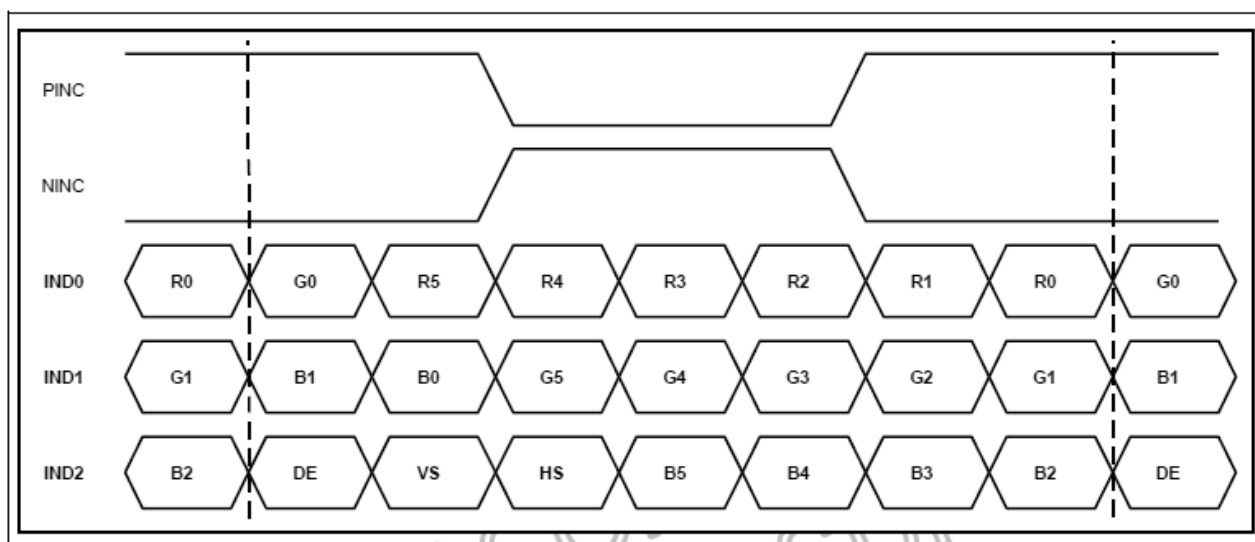 PINC
NINC
IND0 R0 G0 R5 R4 R3 R2 R1 R0 G0
IND1 G1 B1 B0 G5 G4 G3 G2 G1 B1
IND2 B2 DE VS HS B5 B4 B3 B2 DE